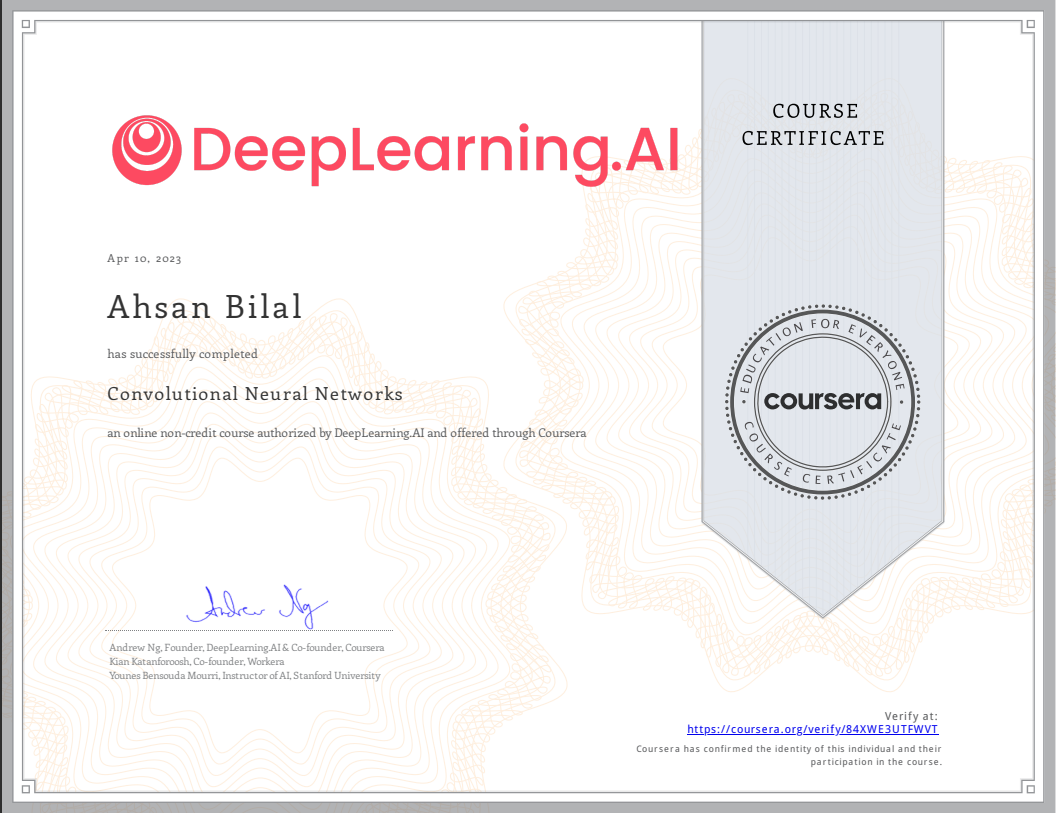 DeepLearning.AI
COURSE
CERTIFICATE
Apr 10, 2023
Ahsan Bilal
has successfully completed
Convolutional Neural Networks
an online non-credit course authorized by DeepLearning.AI and offered through Coursera
EDUCATION FOR EVERYONE
coursera
COURSE CERTIFICATE
Andrew Ng
Andrew Ng, Founder, DeepLearning.AI & Co-founder, Coursera
Kian Katanforoosh, Co-founder, Workera
Younes Bensouda Mourri, Instructor of AI, Stanford University
Verify at:
https://coursera.org/verify/84XWE3UTFWVT
Coursera has confirmed the identity of this individual and their
participation in the course.